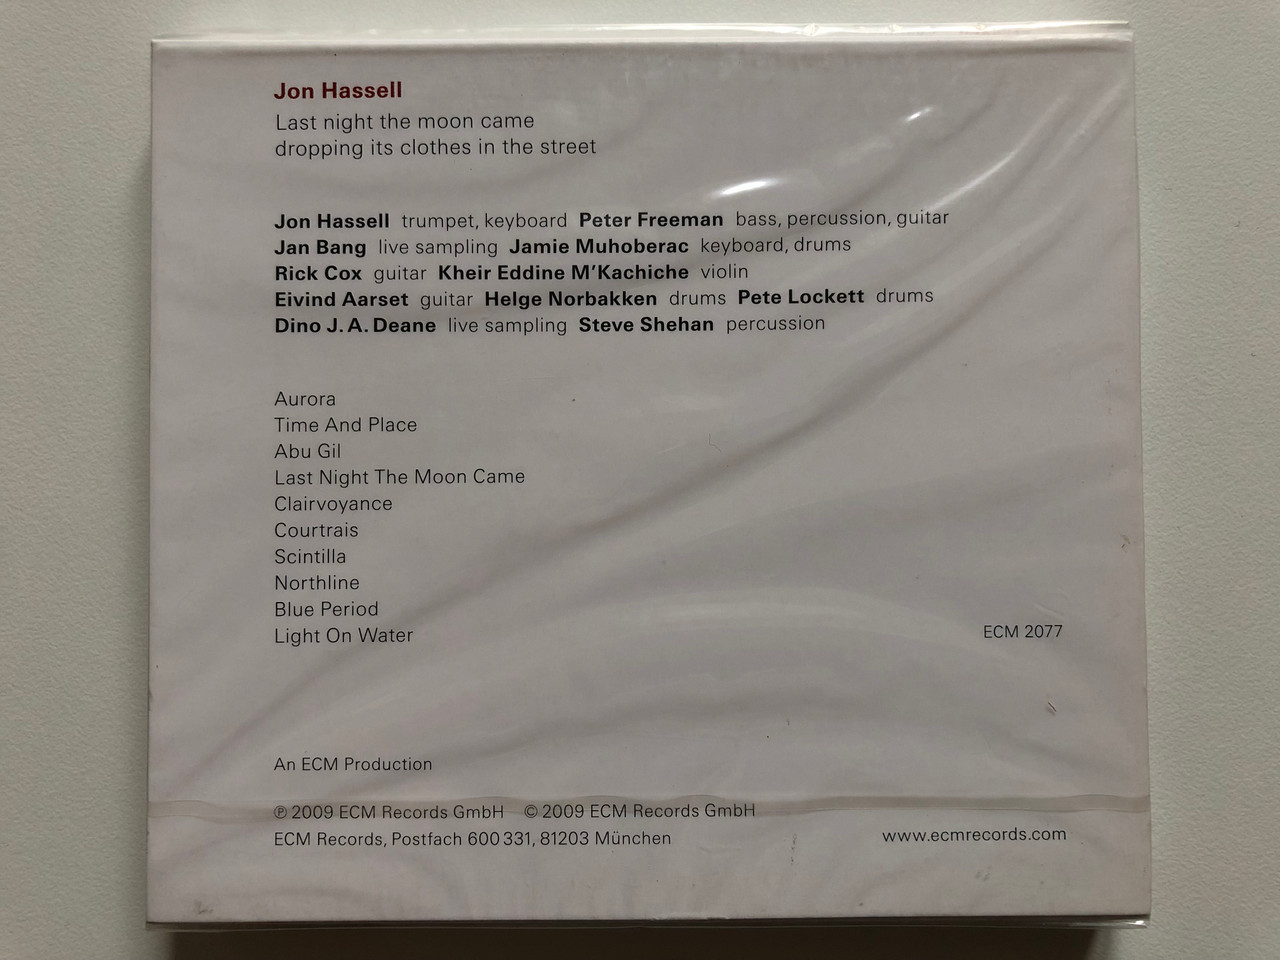 Jon Hassell
Last night the moon came
dropping its clothes in the street
Jon Hassell trumpet, keyboard Peter Freeman bass, percussion, guitar
Jan Bang live sampling Jamie Muhoberac keyboard, drums
Rick Cox guitar Kheir Eddine M'Kachiche violin
Eivind Aarset guitar Helge Norbakken drums Pete Lockett drums
Dino J. A. Deane live sampling Steve Shehan percussion
Aurora
Time And Place
Abu Gil
Last Night The Moon Came
Clairvoyance
Courtrais
Scintilla
Northline
Blue Period
Light On Water
ECM 2077
An ECM Production
℗ 2009 ECM Records GmbH © 2009 ECM Records GmbH
ECM Records, Postfach 600 331, 81203 München
www.ecmrecords.com